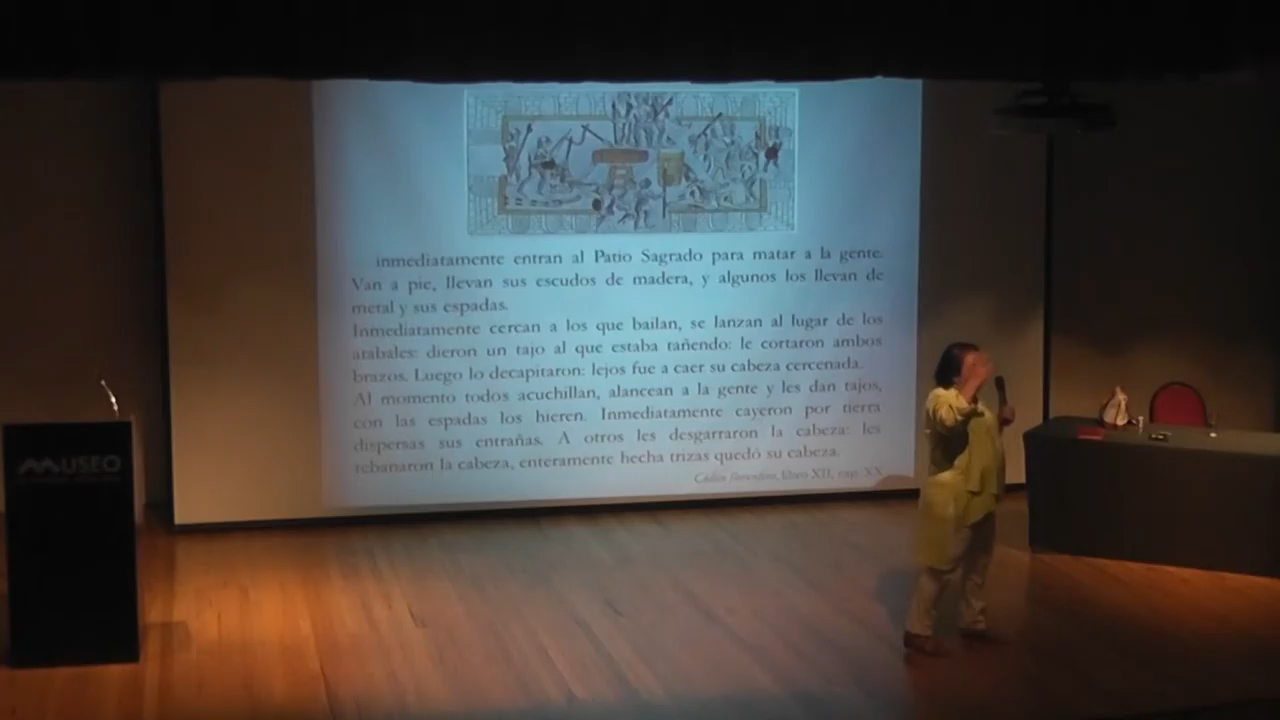 inmediatamente entran al Patio Sagrado para matar a la gente.
Van a pie, llevan sus escudos de madera, y algunos los llevan de
metal y sus espadas.
Inmediatamente cercan a los que bailan, se lanzan al lugar de los
atabales: dieron un tajo al que estaba tañendo: le cortaron ambos
brazos. Luego lo decapitaron: lejos fue a caer su cabeza cercenada.
Al momento todos acuchillan, alancean a la gente y les dan tajos,
con las espadas los hieren. Inmediatamente cayeron por tierra
dispersas sus entrañas. A otros les desgarraron la cabeza: les
rebanaron la cabeza, enteramente hecha trizas quedó su cabeza.
libro XII, cap. XX
MUSEO